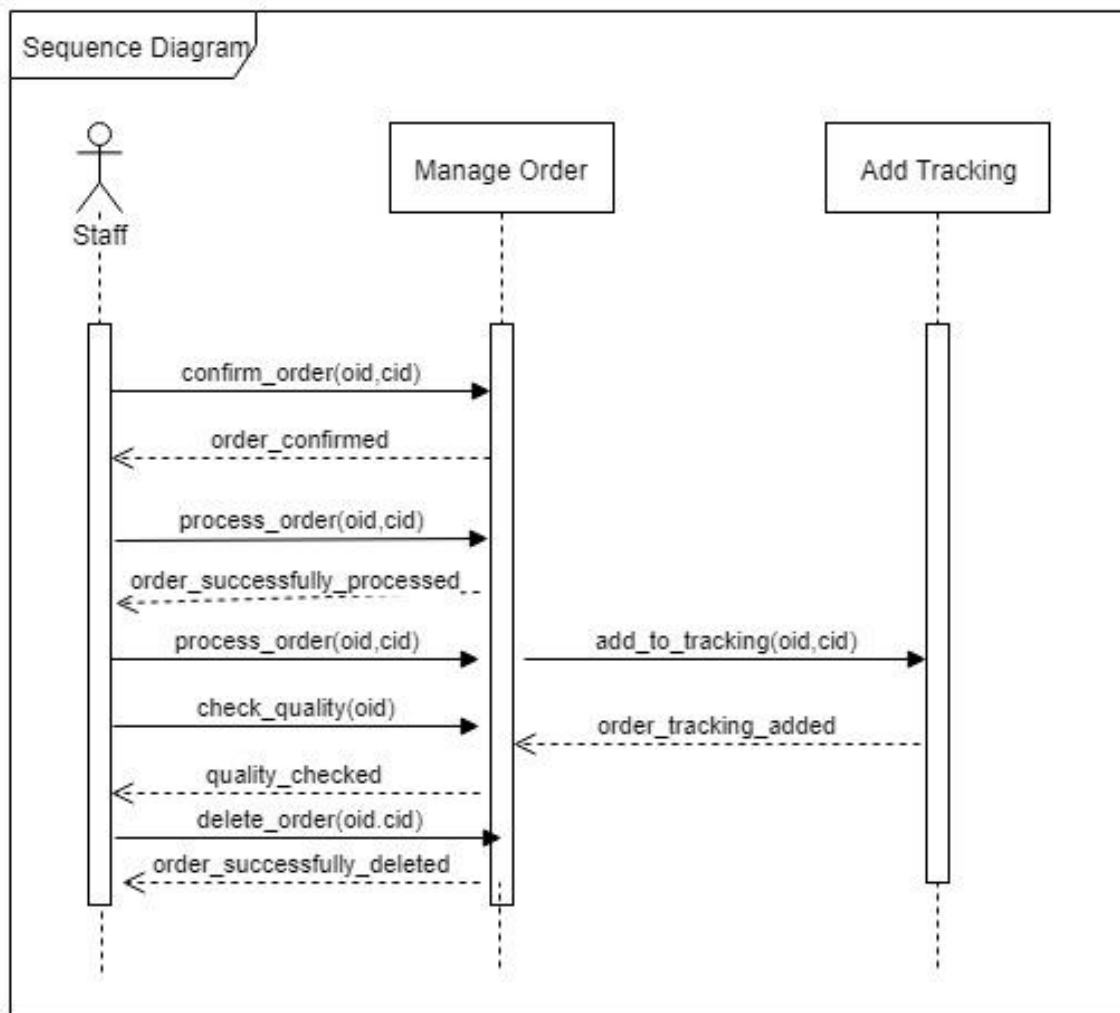 Sequence Diagram
Staff
Manage Order
Add Tracking
confirm_order(oid,cid)
order_confirmed
process_order(oid,cid)
order_successfully_processed
process_order(oid,cid)
add_to_tracking(oid,cid)
check_quality(oid)
order_tracking_added
quality_checked
delete_order(oid.cid)
order_successfully_deleted